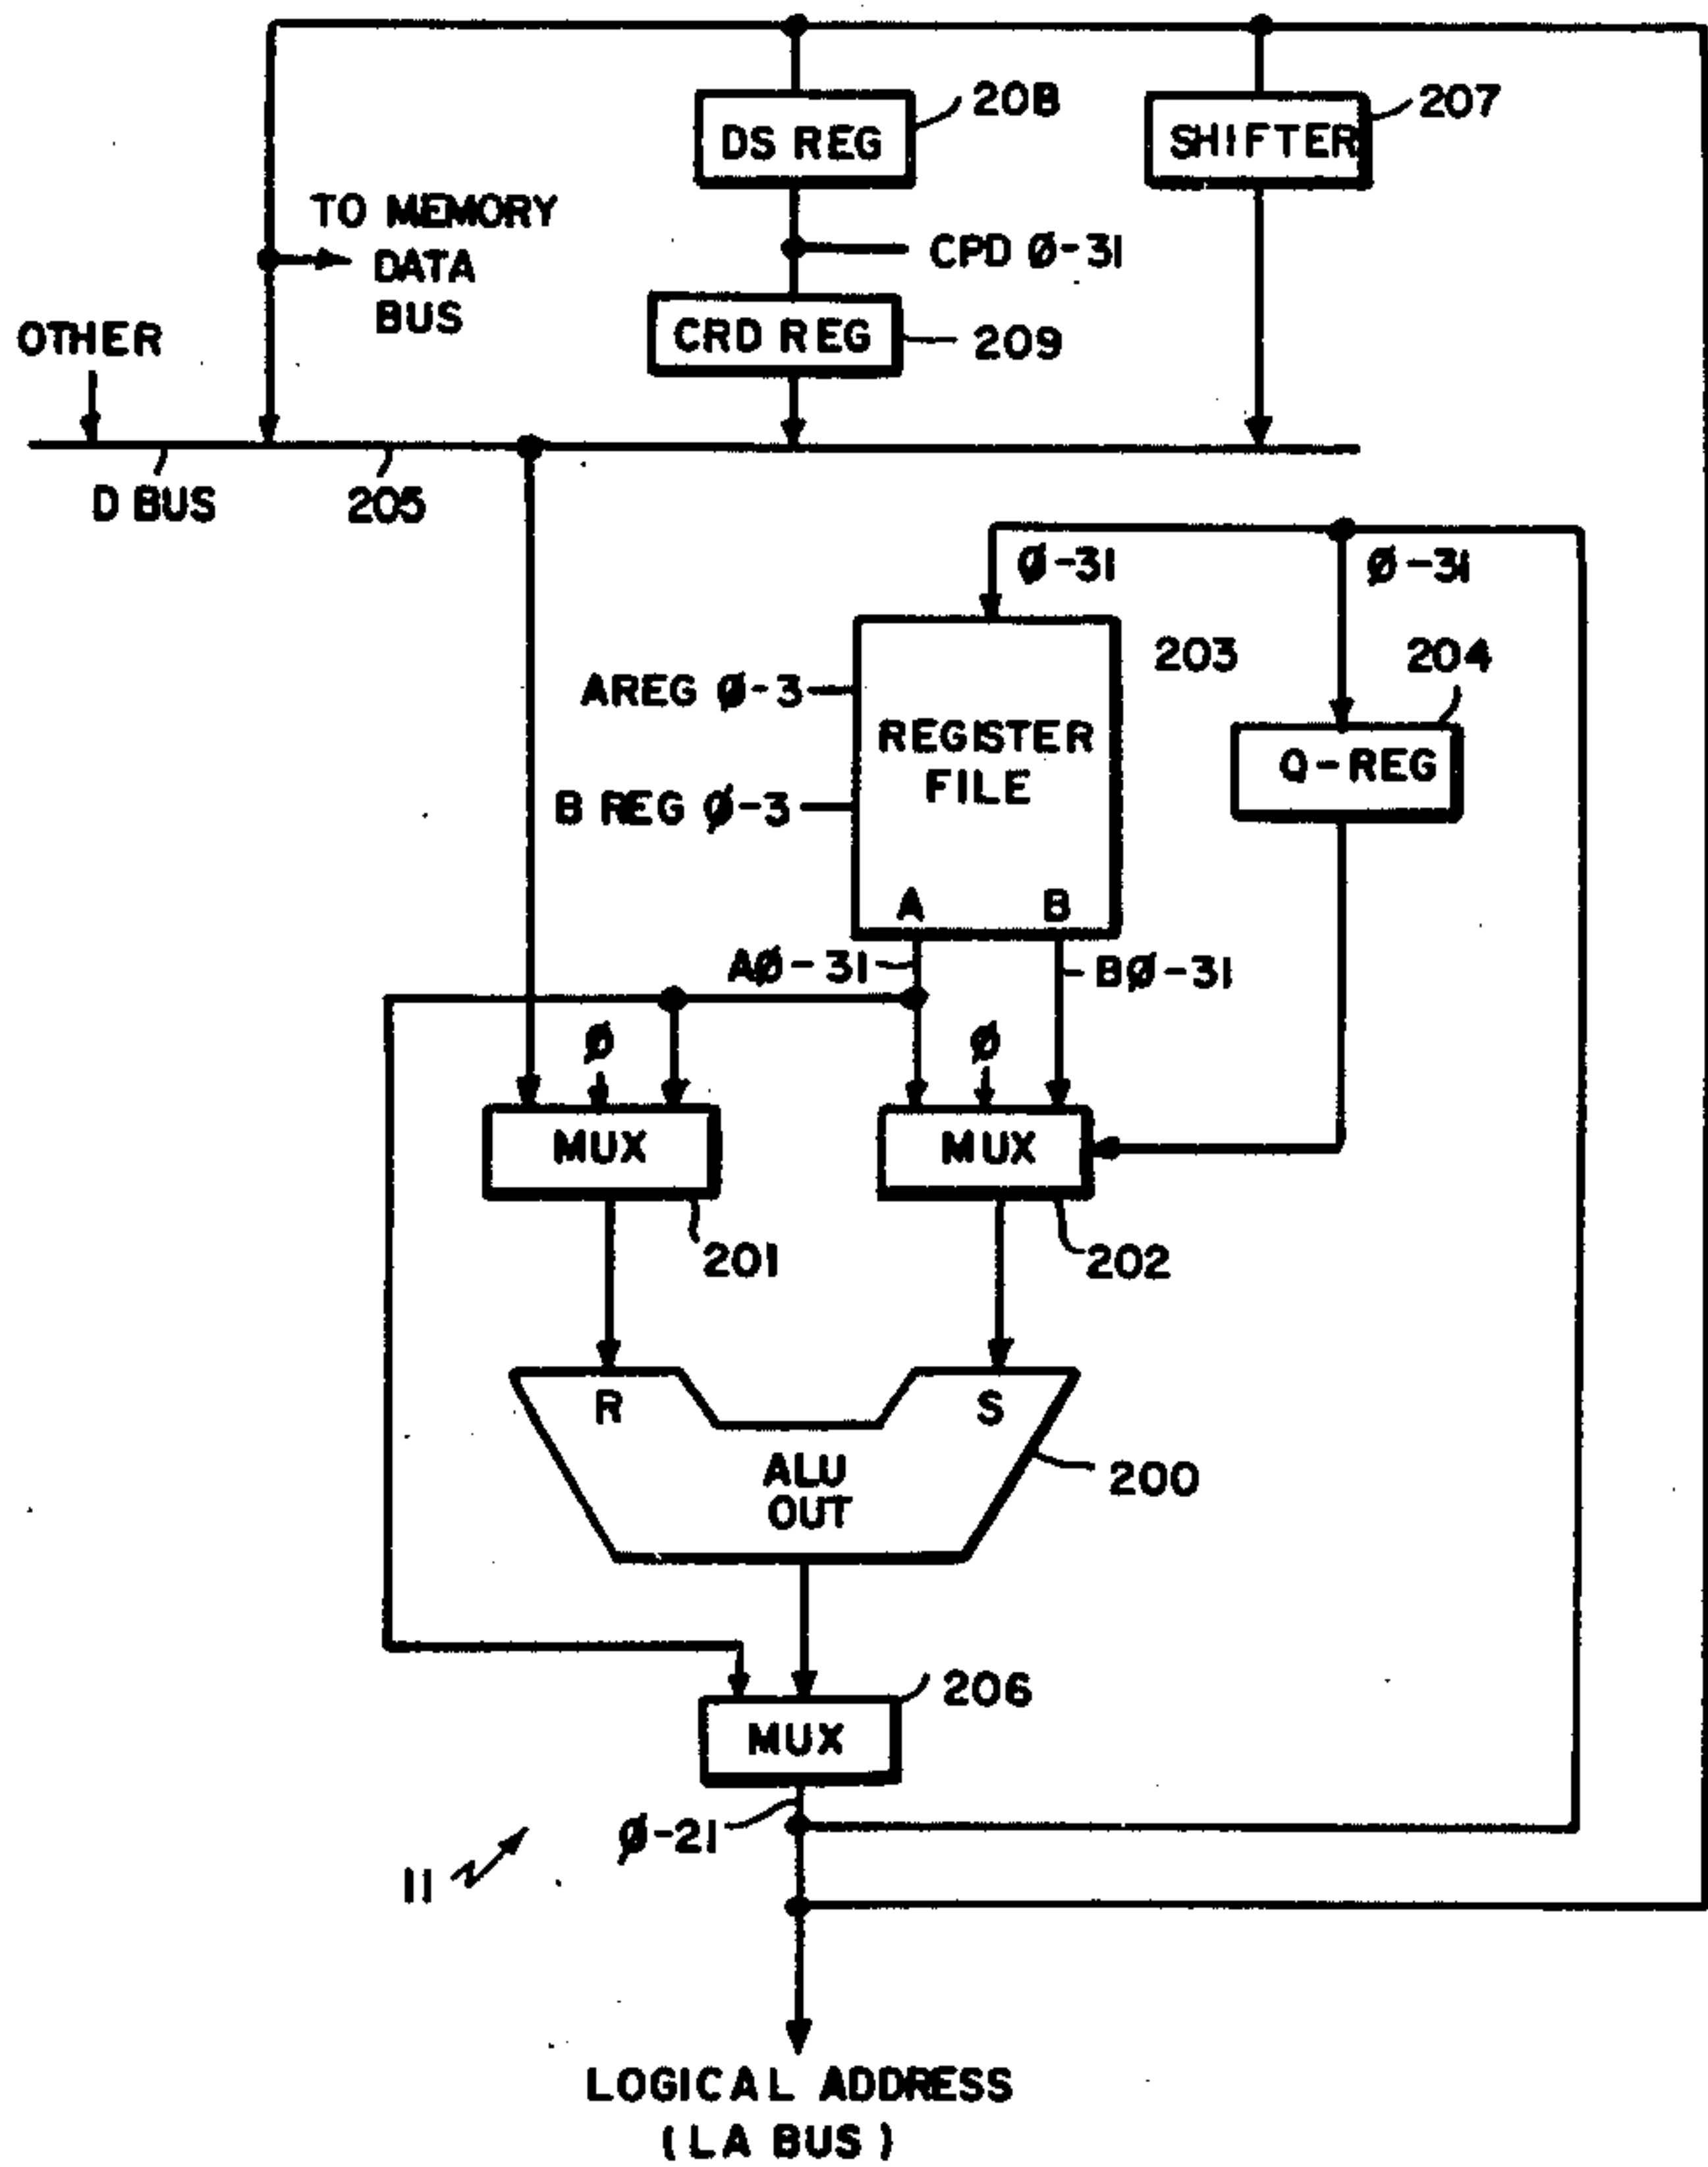 208
207
DS REG
SHIFTER
TO MEMORY
DATA
BUS
CPD Ø-31
OTHER
CRD REG
209
D BUS
205
Ø-31
Ø-31
203
204
AREG Ø-3
REGISTER
FILE
Q-REG
B REG Ø-3
A
B
AØ-31
BØ-31
Ø
Ø
MUX
MUX
201
202
R
S
ALU
OUT
200
206
MUX
Ø-21
11
LOGICAL ADDRESS
(LA BUS)